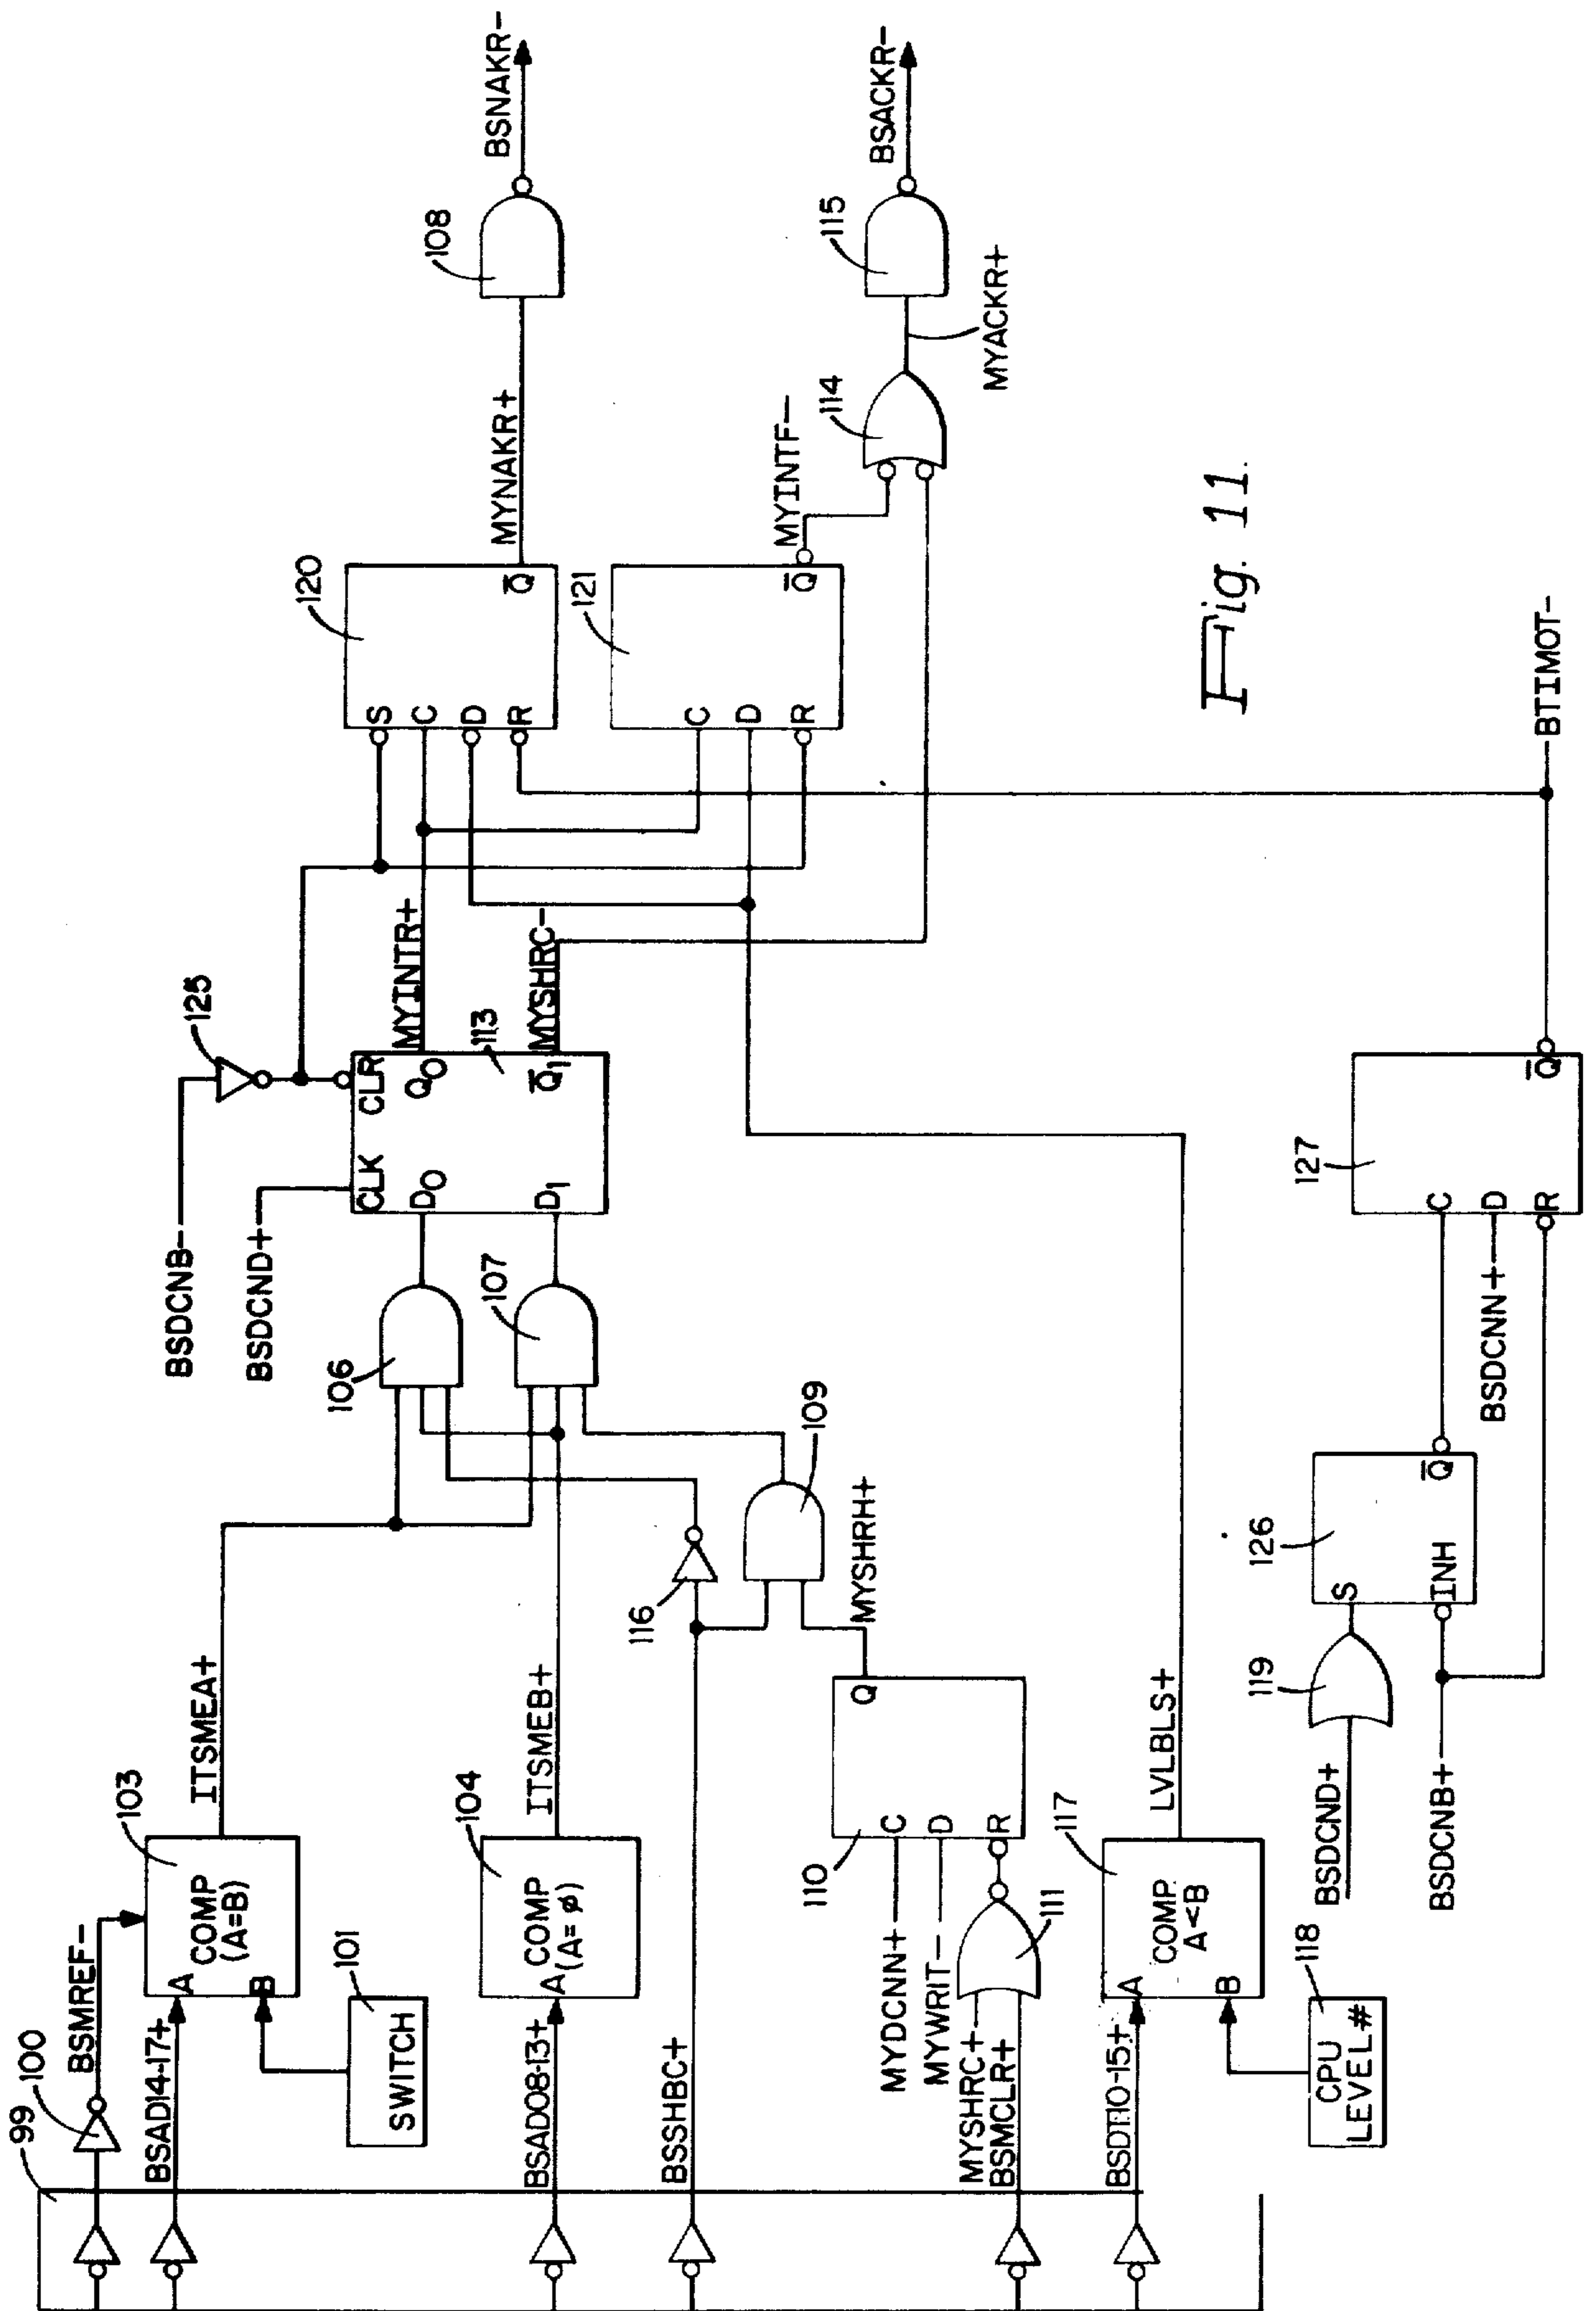 99
100
BSMREF-
BSAD14-17+
A
B
COMP
(A=B)
103
ITSMEA+
SWITCH
101
BSAD08-13+
A
COMP
(A=ø)
104
ITSMEB+
BSSHBC+
116
109
106
107
MYDCNN+
MYWRIT-
MYSHRC+
BSMCLR+
111
110
C
D
R
Q
MYSHRH+
BSDT10-15+
A
B
COMP.
A<B
117
LVLBLS+
CPU
LEVEL#
118
BSDCNB-
BSDCND+
125
CLK
CLR
D0
Q0
D1
Q̅1
113
MYINTR+
MYSHRC-
S
C
D
R
Q̅
120
MYNAKR+
108
BSNAKR-
C
D
R
Q̅
121
MYINTF-
114
MYACKR+
115
BSACKR-
BSDCND+
BSDCNB+
119
S
INH
Q̅
126
BSDCNN+
C
D
R
Q̅
127
BTIMOT-
Fig. 11.